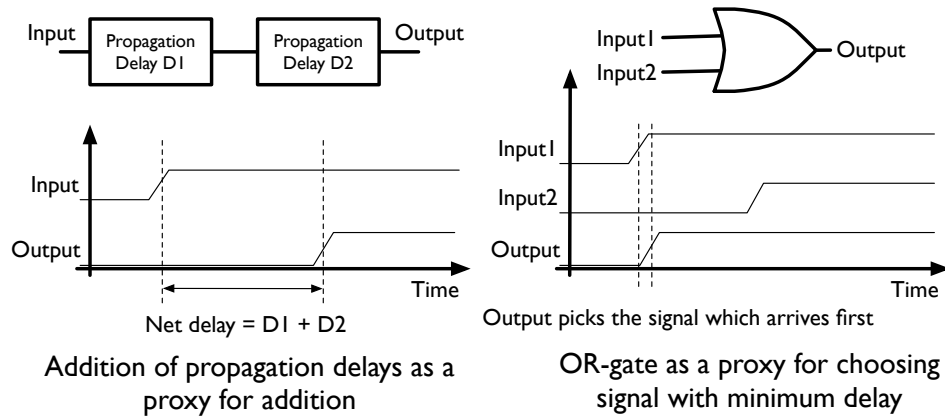 Input
Propagation
Delay D1
Propagation
Delay D2
Output
Input
Output
Time
Net delay = D1 + D2
Addition of propagation delays as a
proxy for addition
Input1
Input2
Output
Input1
Input2
Output
Time
Output picks the signal which arrives first
OR-gate as a proxy for choosing
signal with minimum delay